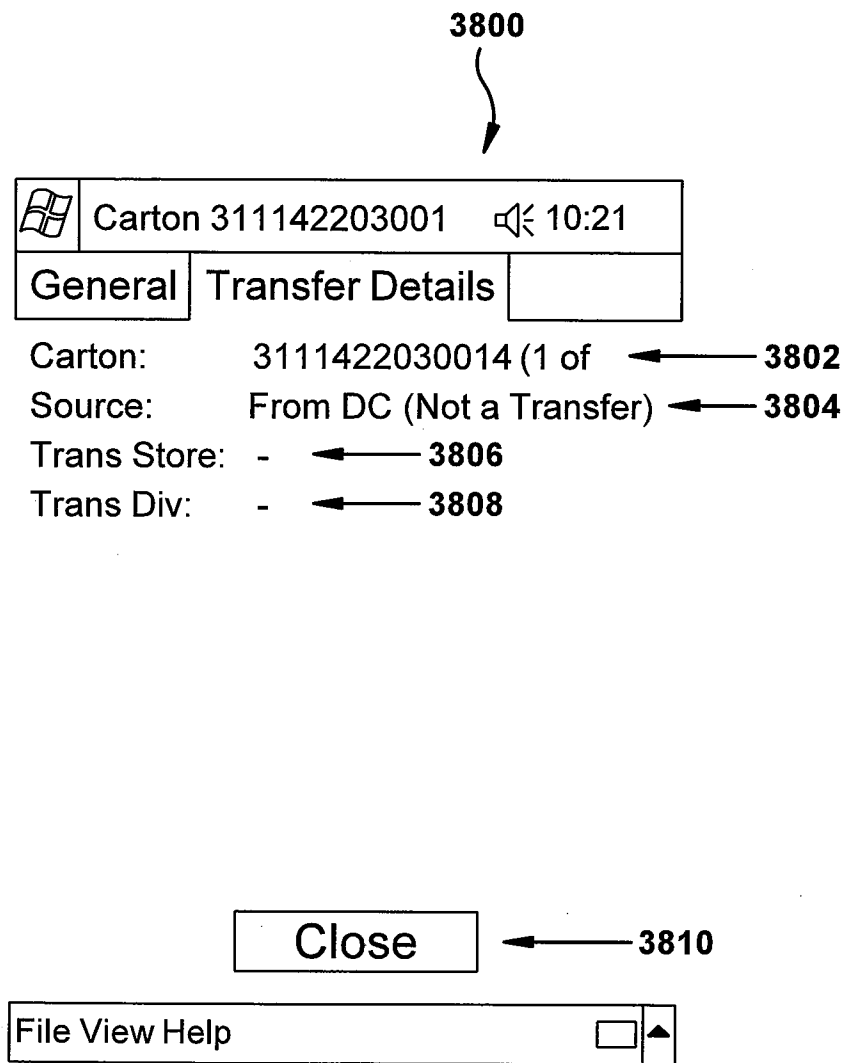 3800
Carton 311142203001 10:21
General Transfer Details
Carton: 3111422030014 (1 of 3802
Source: From DC (Not a Transfer) 3804
Trans Store: - 3806
Trans Div: - 3808
Close 3810
File View Help